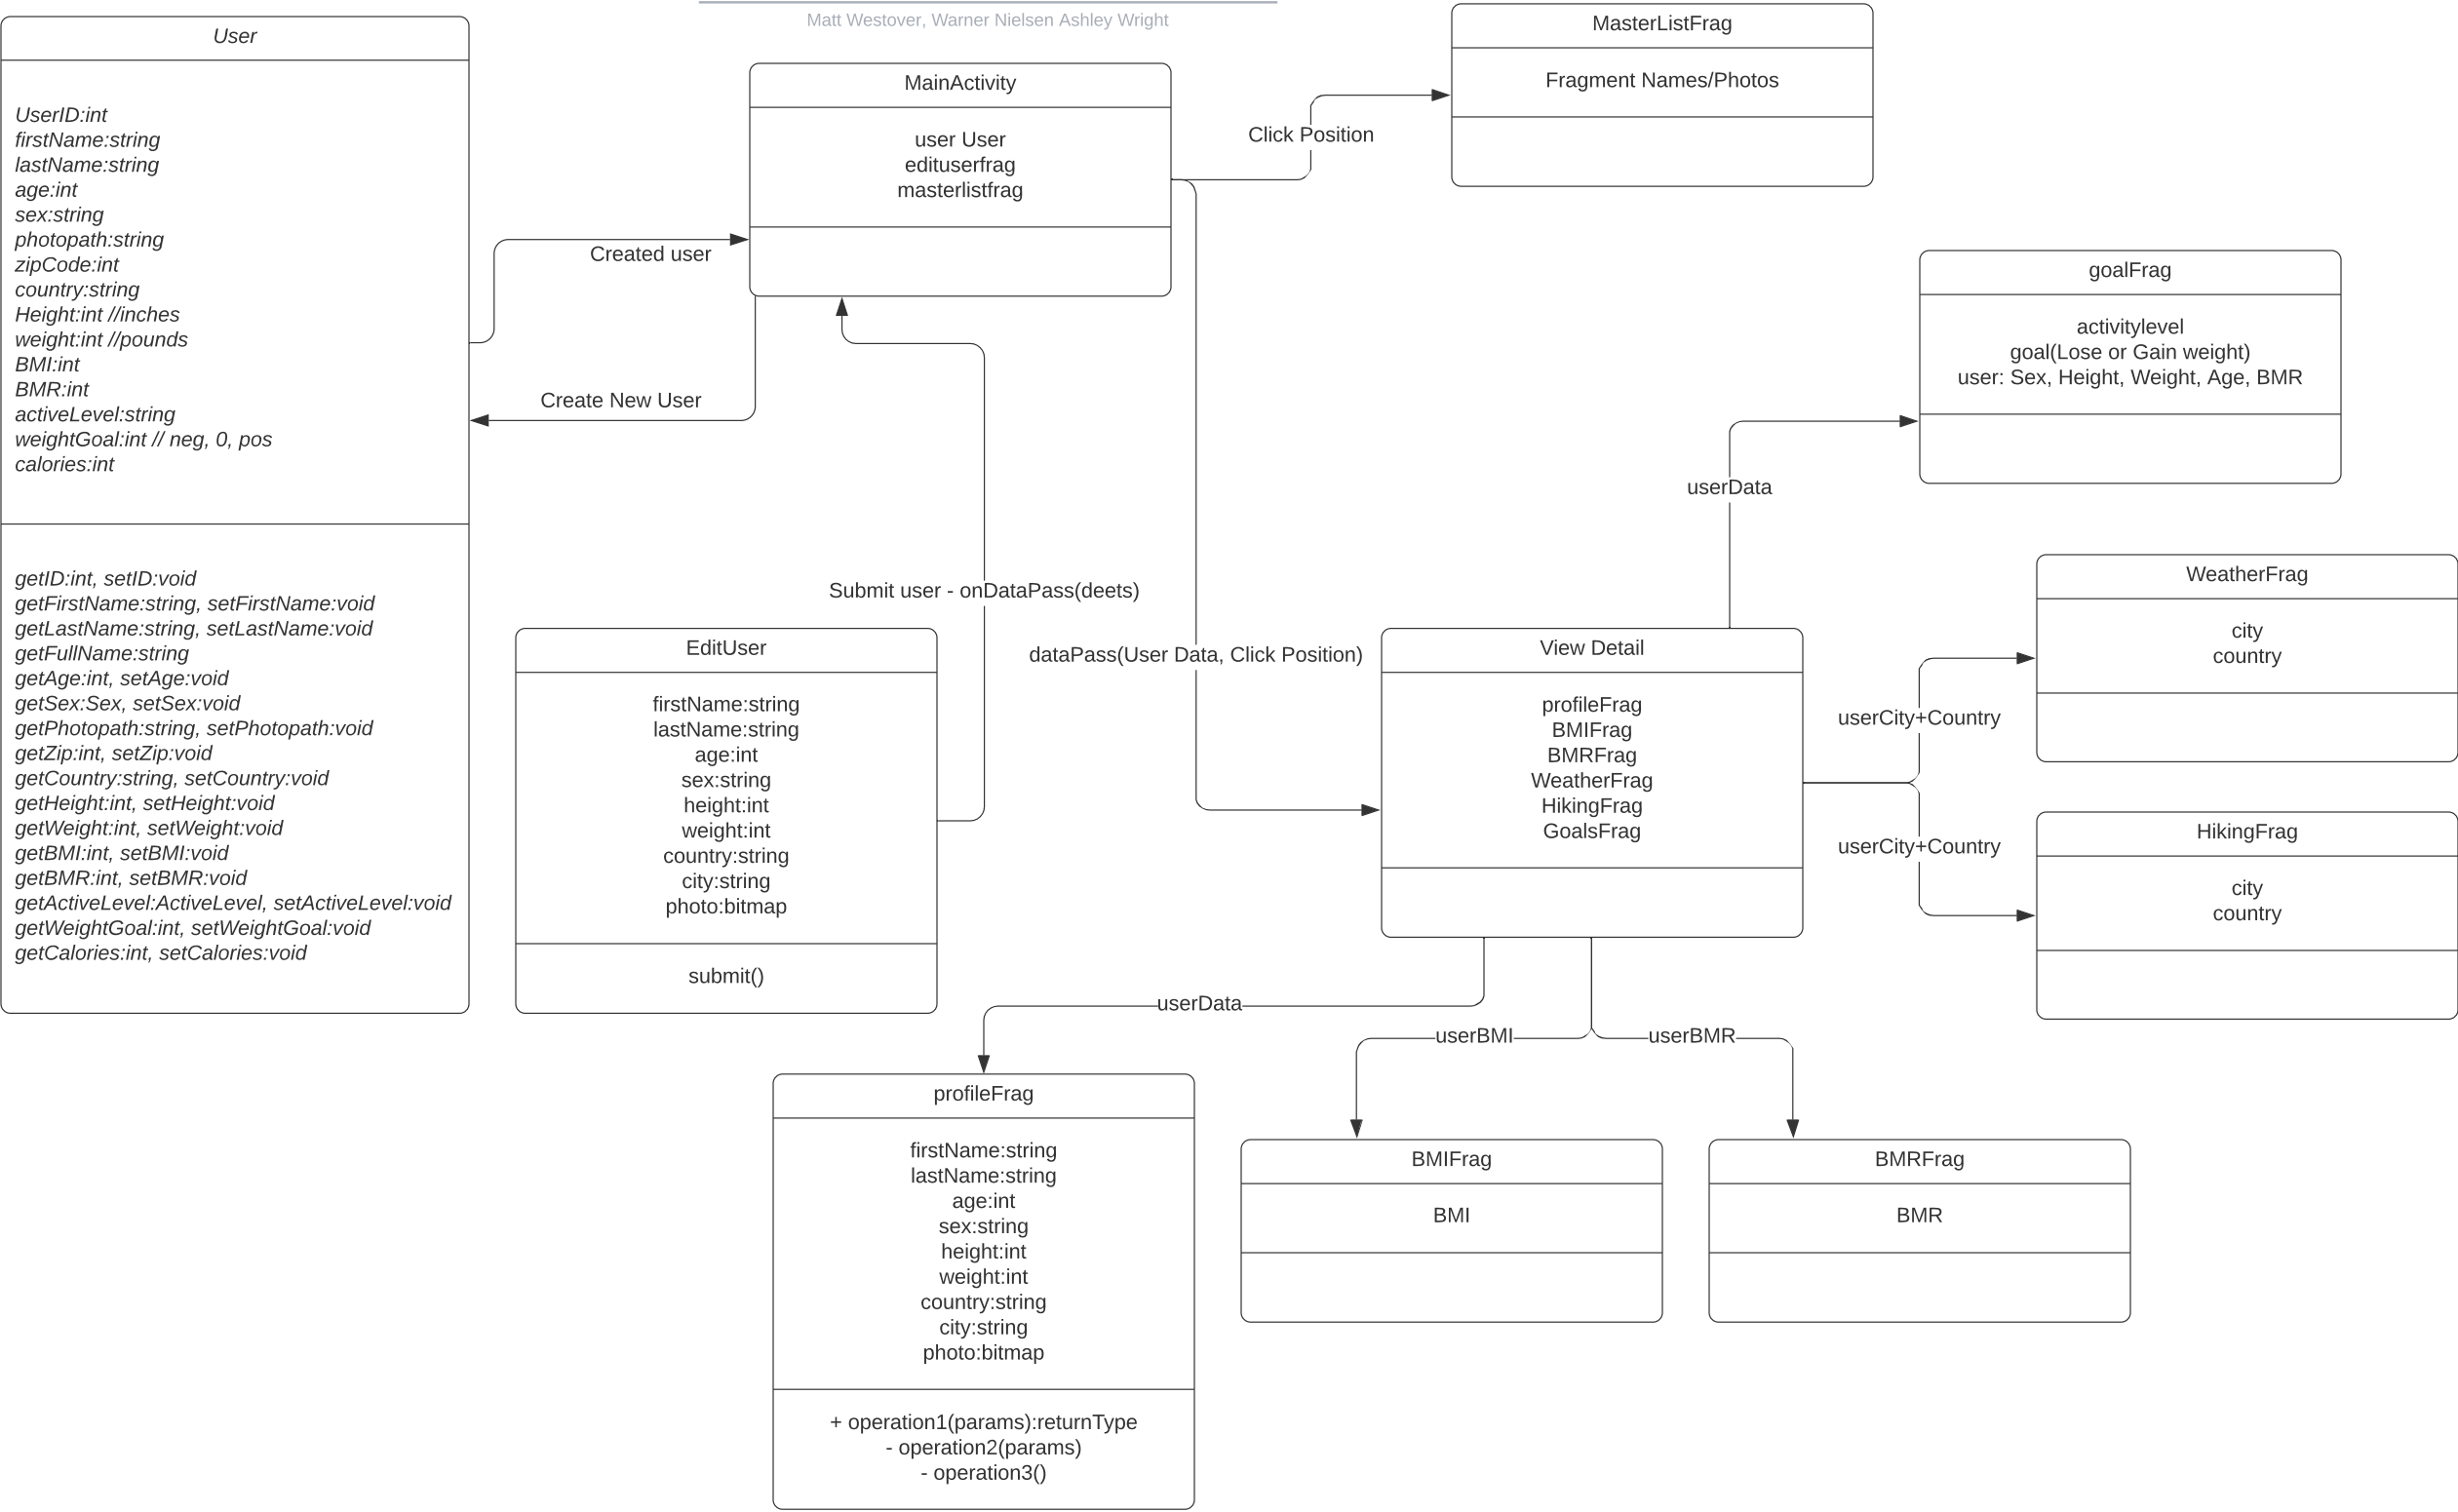 Matt Westover, Warner Nielsen Ashley Wright
User
UserID:int
firstName:string
lastName:string
age:int
sex:string
photopath:string
zipCode:int
country:string
Height:int //inches
weight:int //pounds
BMI:int
BMR:int
activeLevel:string
weightGoal:int // neg, 0, pos
calories:int
getID:int, setID:void
getFirstName:string, setFirstName:void
getLastName:string, setLastName:void
getFullName:string
getAge:int, setAge:void
getSex:Sex, setSex:void
getPhotopath:string, setPhotopath:void
getZip:int, setZip:void
getCountry:string, setCountry:void
getHeight:int, setHeight:void
getWeight:int, setWeight:void
getBMI:int, setBMI:void
getBMR:int, setBMR:void
getActiveLevel:ActiveLevel, setActiveLevel:void
getWeightGoal:int, setWeightGoal:void
getCalories:int, setCalories:void
Created user
Create New User
MainActivity
user User
edituserfrag
masterlistfrag
Click Position
MasterListFrag
Fragment Names/Photos
Submit user - onDataPass(deets)
dataPass(User Data, Click Position)
EditUser
firstName:string
lastName:string
age:int
sex:string
height:int
weight:int
country:string
city:string
photo:bitmap
submit()
View Detail
profileFrag
BMIFrag
BMRFrag
WeatherFrag
HikingFrag
GoalsFrag
userData
goalFrag
activitylevel
goal(Lose or Gain weight)
user: Sex, Height, Weight, Age, BMR
userCity+Country
WeatherFrag
city
country
userCity+Country
HikingFrag
city
country
userData
userBMI
userBMR
profileFrag
firstName:string
lastName:string
age:int
sex:string
height:int
weight:int
country:string
city:string
photo:bitmap
+ operation1(params):returnType
- operation2(params)
- operation3()
BMIFrag
BMI
BMRFrag
BMR